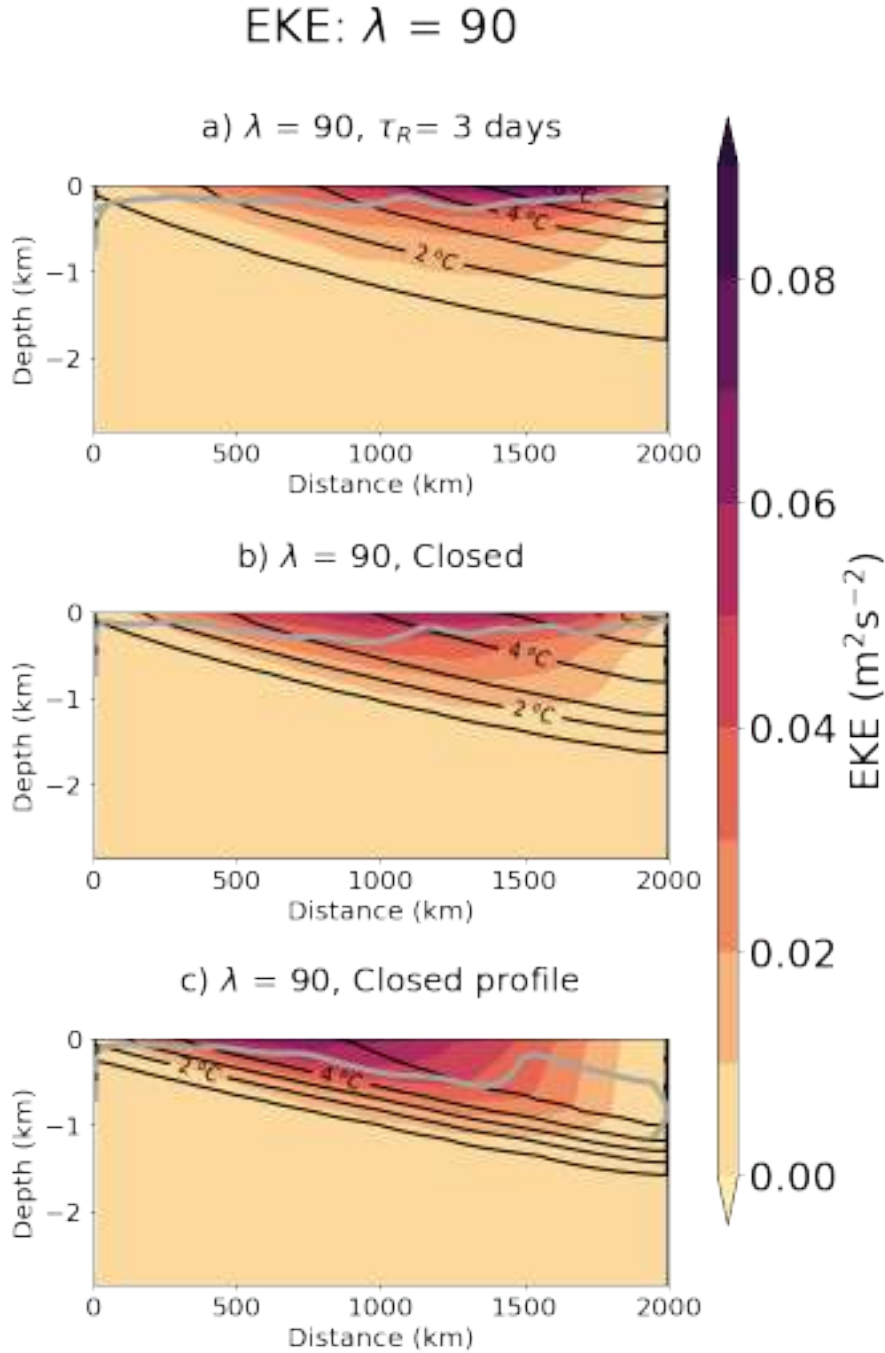 EKE: λ = 90
a) λ = 90, τR= 3 days
0
−1
−2
Depth (km)
4 °C
2 °C
0 500 1000 1500 2000
Distance (km)
b) λ = 90, Closed
0
−1
−2
Depth (km)
4 °C
2 °C
0 500 1000 1500 2000
Distance (km)
c) λ = 90, Closed profile
0
−1
−2
Depth (km)
2 °C
4 °C
0 500 1000 1500 2000
Distance (km)
0.08
0.06
0.04
0.02
0.00
EKE (m²s⁻²)